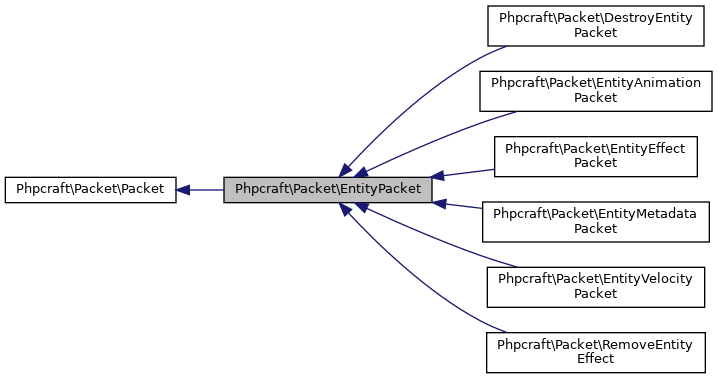 Phpcraft\Packet\DestroyEntity
Packet
Phpcraft\Packet\EntityAnimation
Packet
Phpcraft\Packet\EntityEffect
Packet
Phpcraft\Packet\Packet
Phpcraft\Packet\EntityPacket
Phpcraft\Packet\EntityMetadata
Packet
Phpcraft\Packet\EntityVelocity
Packet
Phpcraft\Packet\RemoveEntity
Effect